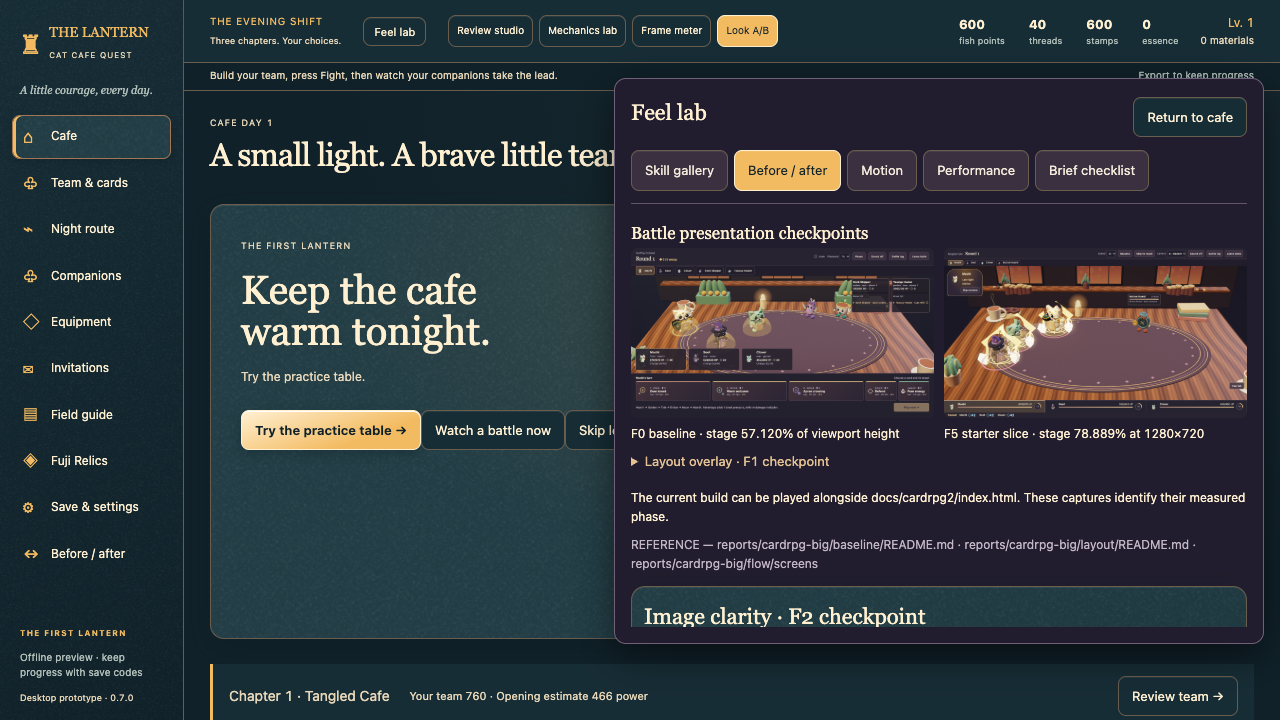 THE LANTERN
CAT CAFE QUEST
A little courage, every day.
Cafe
Team & cards
Night route
Companions
Equipment
Invitations
Field guide
Fuji Relics
Save & settings
Before / after
THE FIRST LANTERN
Offline preview · keep
progress with save codes
Desktop prototype · 0.7.0
THE EVENING SHIFT
Three chapters. Your choices.
Feel lab
Review studio
Mechanics lab
Frame meter
Look A/B
600
fish points
40
threads
600
stamps
0
essence
Lv. 1
0 materials
Build your team, press Fight, then watch your companions take the lead.
Export to keep progress
CAFE DAY 1
A small light. A brave little tea
THE FIRST LANTERN
Keep the cafe
warm tonight.
Try the practice table.
Try the practice table →
Watch a battle now
Skip
Feel lab
Return to cafe
Skill gallery
Before / after
Motion
Performance
Brief checklist
Battle presentation checkpoints
F0 baseline · stage 57.120% of viewport height
F5 starter slice · stage 78.889% at 1280×720
Layout overlay · F1 checkpoint
The current build can be played alongside docs/cardrpg2/index.html. These captures identify their measured
phase.
REFERENCE — reports/cardrpg-big/baseline/README.md · reports/cardrpg-big/layout/README.md ·
reports/cardrpg-big/flow/screens
Image clarity · F2 checkpoint
Chapter 1 · Tangled Cafe
Your team 760 · Opening estimate 466 power
Review team →